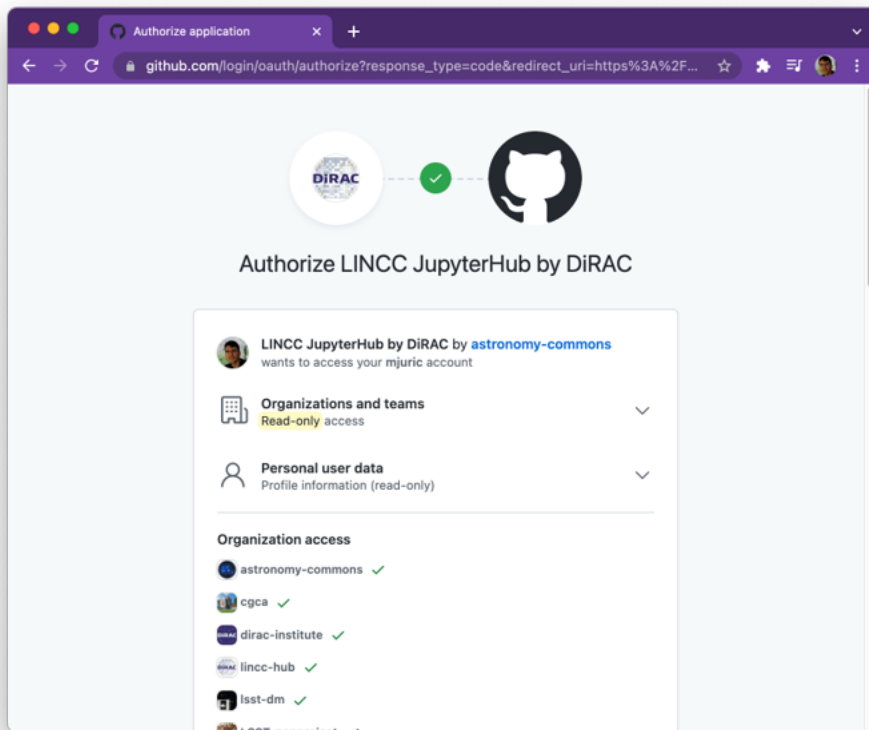 Authorize application
github.com/login/oauth/authorize?response_type=code&redirect_uri=https%3A%2F...
DiRAC
Authorize LINCC JupyterHub by DiRAC
LINCC JupyterHub by DiRAC by astronomy-commons
wants to access your mjuric account
Organizations and teams
Read-only access
Personal user data
Profile information (read-only)
Organization access
astronomy-commons
cgca
DiRAC dirac-institute
DiRAC lincc-hub
lsst-dm